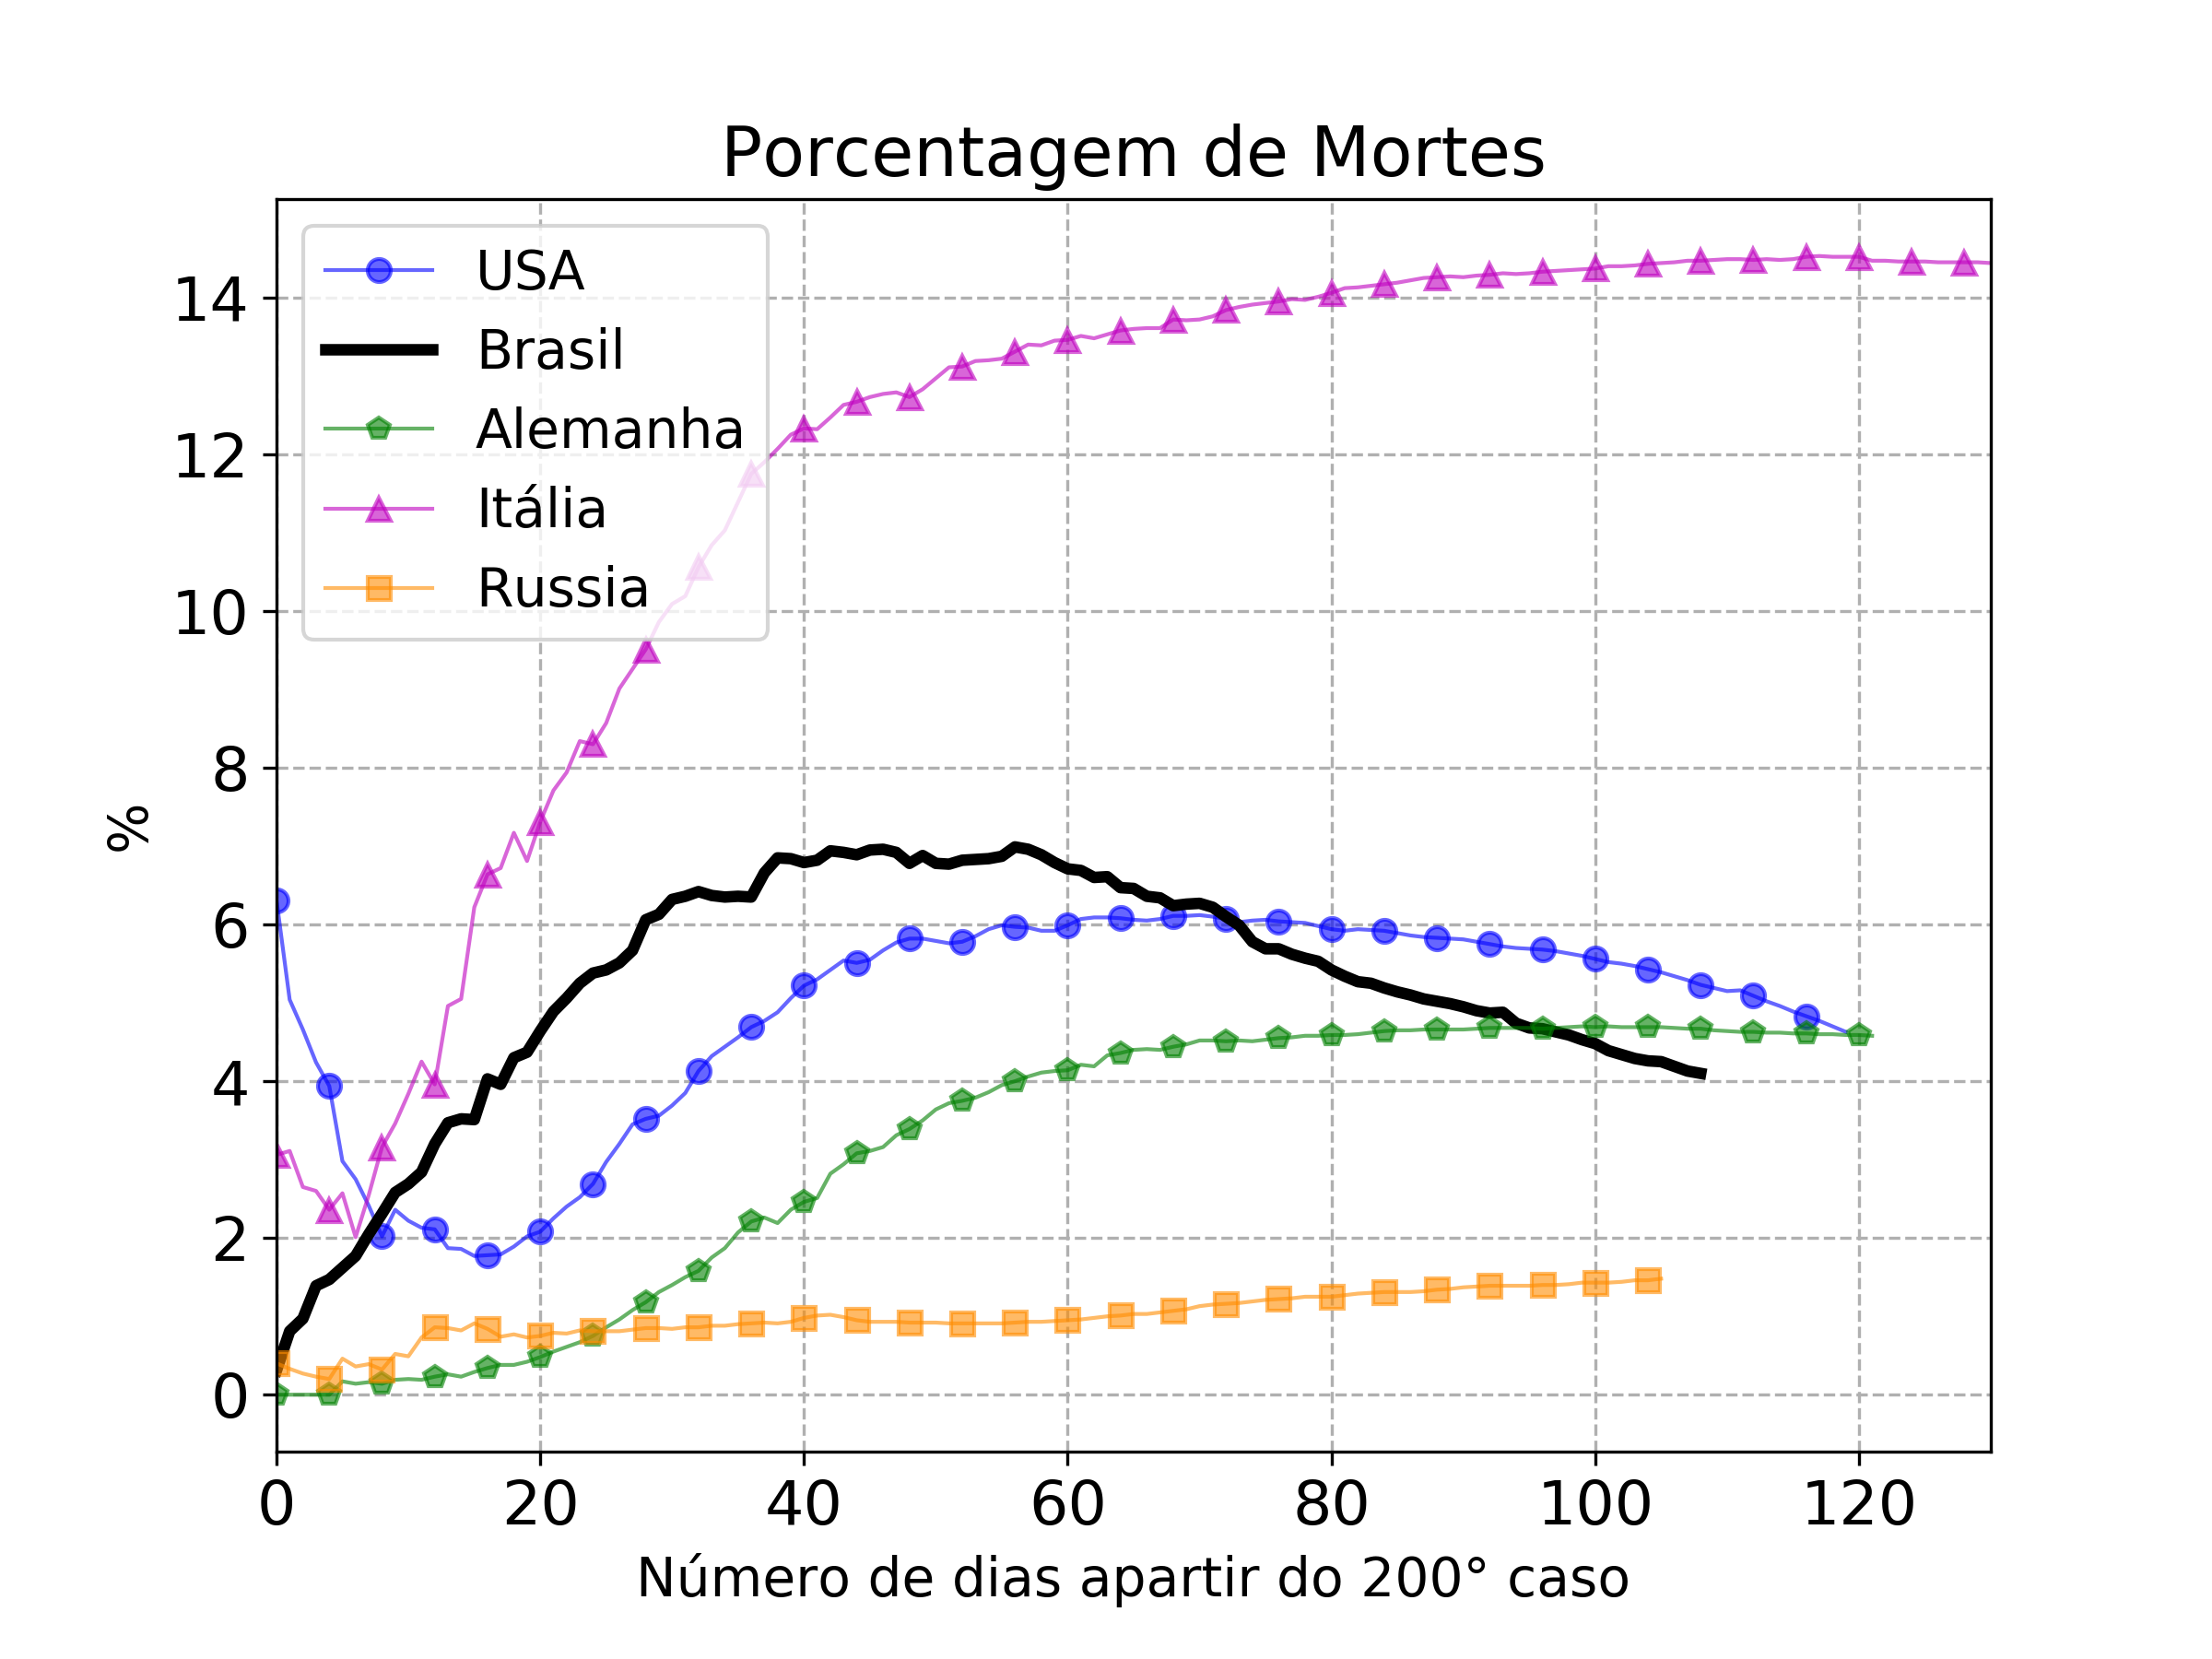 Porcentagem de Mortes
USA
Brasil
Alemanha
Itália
Russia
14
12
10
8
6
4
2
0
%
0 20 40 60 80 100 120
Número de dias apartir do 200° caso